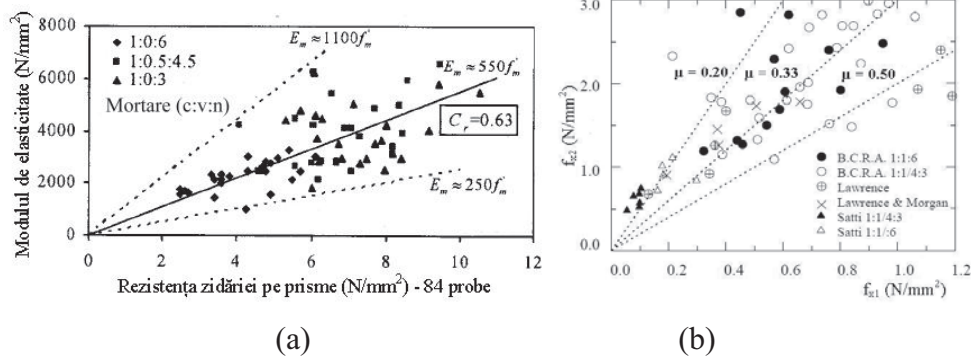 8000
6000
4000
2000
0
Modulul de elasticitate (N/mm²)
1:0:6
1:0.5:4.5
1:0:3
Mortare (c:v:n)
E_m≈1100f'_m
E_m≈550f'_m
C_r=0.63
E_m≈250f'_m
0 2 4 6 8 10 12
Rezistența zidăriei pe prisme (N/mm²) - 84 probe
(a)
3.0
2.0
1.0
0.0
f_x2 (N/mm²)
μ = 0.20
μ = 0.33
μ = 0.50
B.C.R.A. 1:1:6
B.C.R.A. 1:1/4:3
Lawrence
Lawrence & Morgan
Satti 1:1/4:3
Satti 1:1/:6
0.0 0.2 0.4 0.6 0.8 1.0 1.2
f_x1 (N/mm²)
(b)